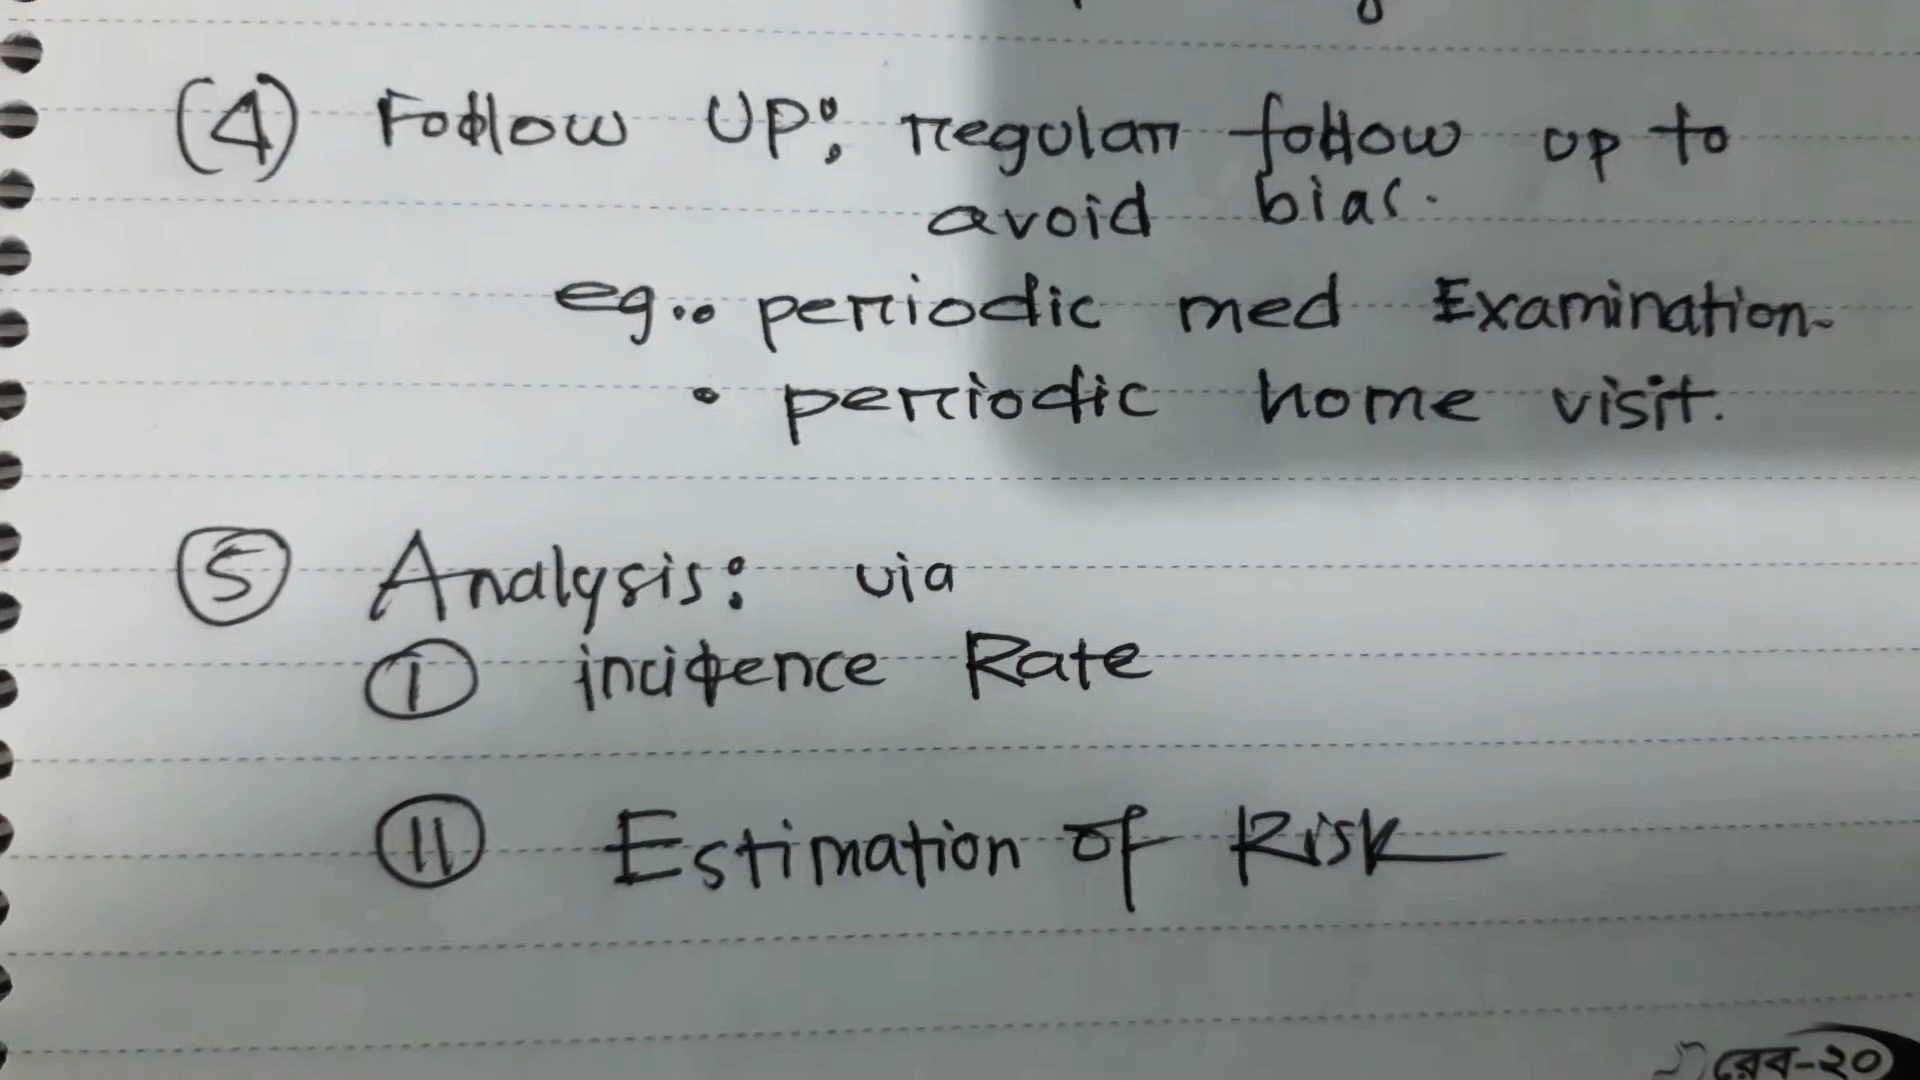 (4) Follow Up: regular follow up to
avoid bias.
eg.. periodic med Examination.
• periodic home visit.
(5) Analysis: via
(I) incidence Rate
(II) Estimation of Risk